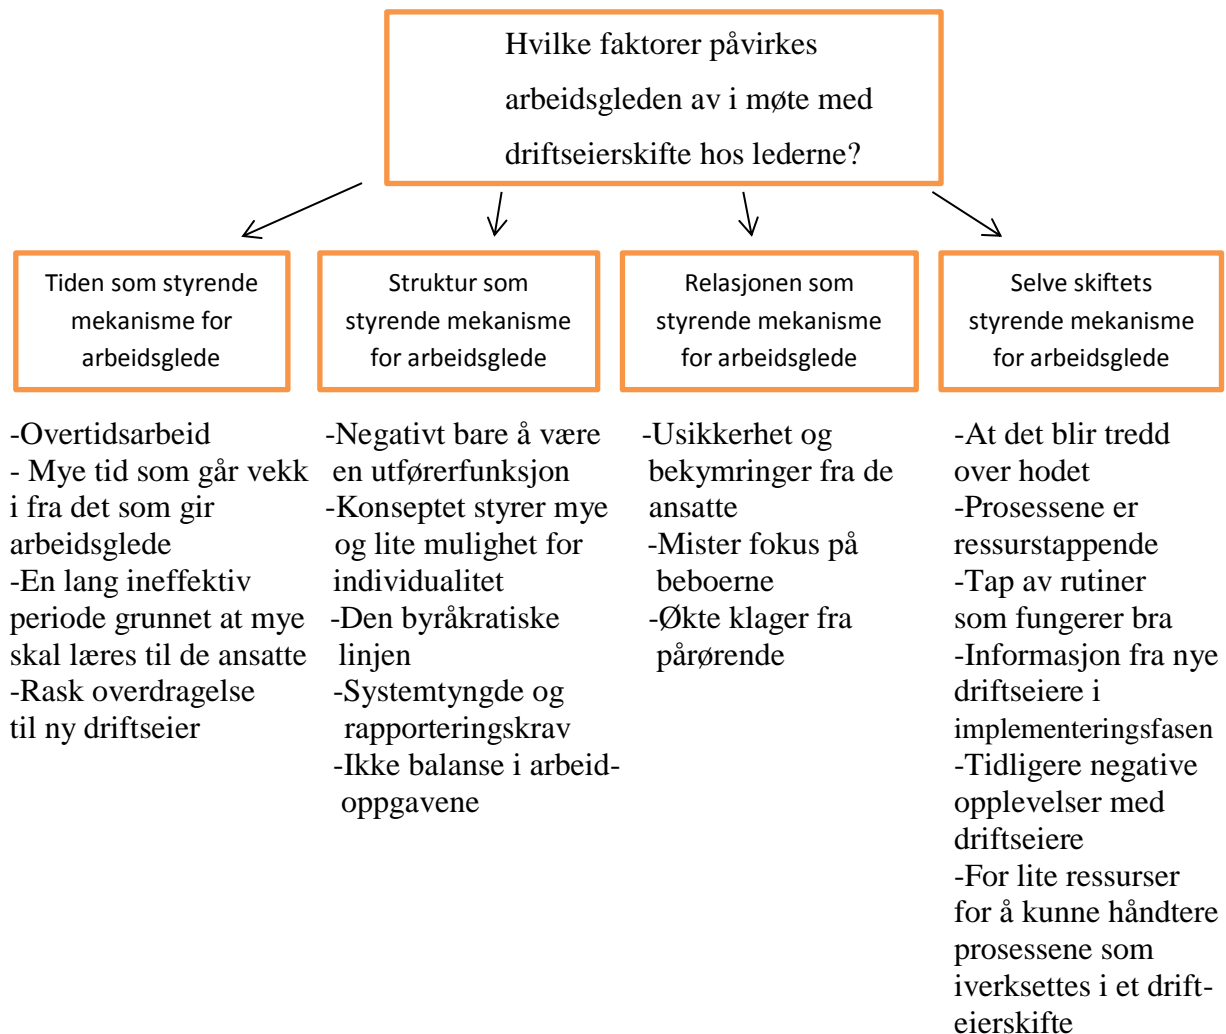 Hvilke faktorer påvirkes
arbeidsgleden av i møte med
driftseierskifte hos lederne?
Tiden som styrende
mekanisme for
arbeidsglede
Struktur som
styrende mekanisme
for arbeidsglede
Relasjonen som
styrende mekanisme
for arbeidsglede
Selve skiftets
styrende mekanisme
for arbeidsglede
-Overtidsarbeid
- Mye tid som går vekk
i fra det som gir
arbeidsglede
-En lang ineffektiv
periode grunnet at mye
skal læres til de ansatte
-Rask overdragelse
til ny driftseier
-Negativt bare å være
en utførerfunksjon
-Konseptet styrer mye
og lite mulighet for
individualitet
-Den byråkratiske
linjen
-Systemtyngde og
rapporteringskrav
-Ikke balanse i arbeid-
oppgavene
-Usikkerhet og
bekymringer fra de
ansatte
-Mister fokus på
beboerne
-Økte klager fra
pårørende
-At det blir tredd
over hodet
-Prosessene er
ressurstappende
-Tap av rutiner
som fungerer bra
-Informasjon fra nye
driftseiere i
implementeringsfasen
-Tidligere negative
opplevelser med
driftseiere
-For lite ressurser
for å kunne håndtere
prosessene som
iverksettes i et drift-
eierskifte